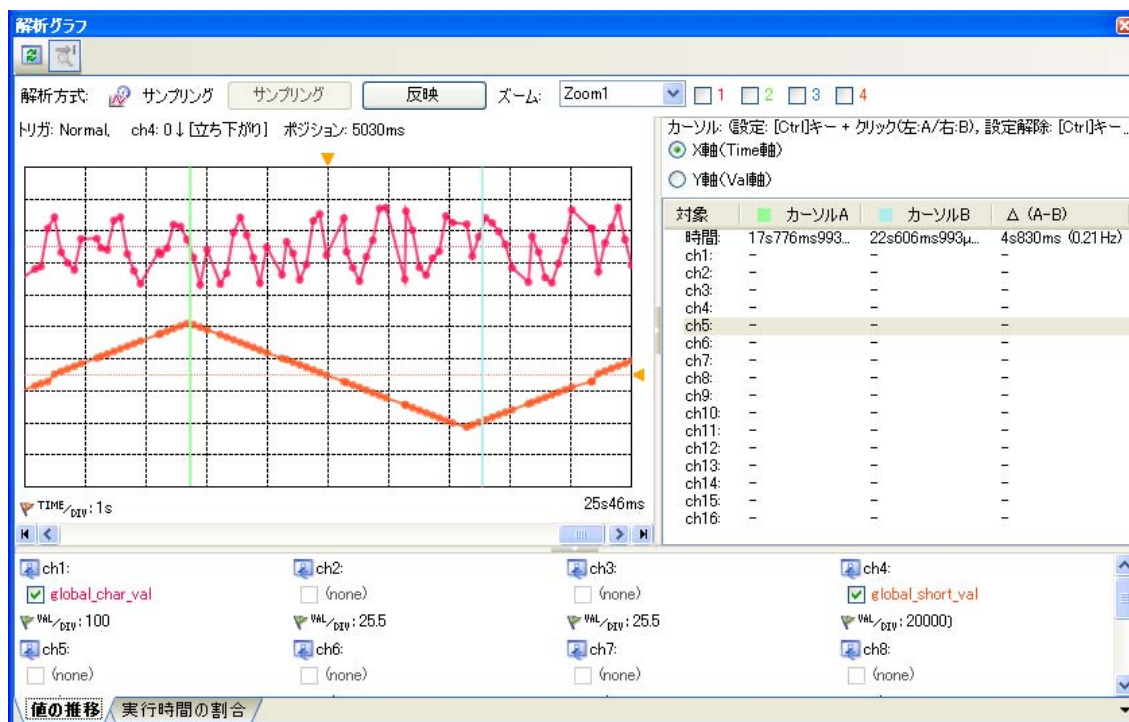 解析グラフ
解析方式: サンプリング サンプリング 反映 ズーム: Zoom1 1 2 3 4
トリガ: Normal, ch4: 0↓[立ち下がり] ポジション: 5030ms
カーソル: (設定: [Ctrl]キー + クリック(左:A/右:B), 設定解除: [Ctrl]キー...
X軸(Time軸)
Y軸(Val軸)
対象 カーソルA カーソルB Δ (A-B)
時間: 17s776ms993... 22s606ms993μ... 4s830ms (0.21Hz)
ch1: - - -
ch2: - - -
ch3: - - -
ch4: - - -
ch5: - - -
ch6: - - -
ch7: - - -
ch8: - - -
ch9: - - -
ch10: - - -
ch11: - - -
ch12: - - -
ch13: - - -
ch14: - - -
ch15: - - -
ch16: - - -
TIME/DIV: 1s 25s46ms
ch1: ch2: ch3: ch4:
global_char_val (none) (none) global_short_val
VAL/DIV: 100 VAL/DIV: 25.5 VAL/DIV: 25.5 VAL/DIV: 20000)
ch5: ch6: ch7: ch8:
(none) (none) (none) (none)
値の推移 実行時間の割合